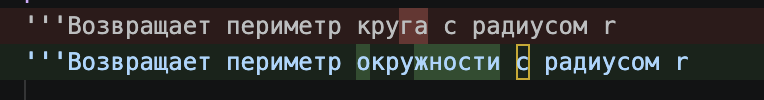 '''Возвращает периметр круга с радиусом r
'''Возвращает периметр окружности с радиусом r